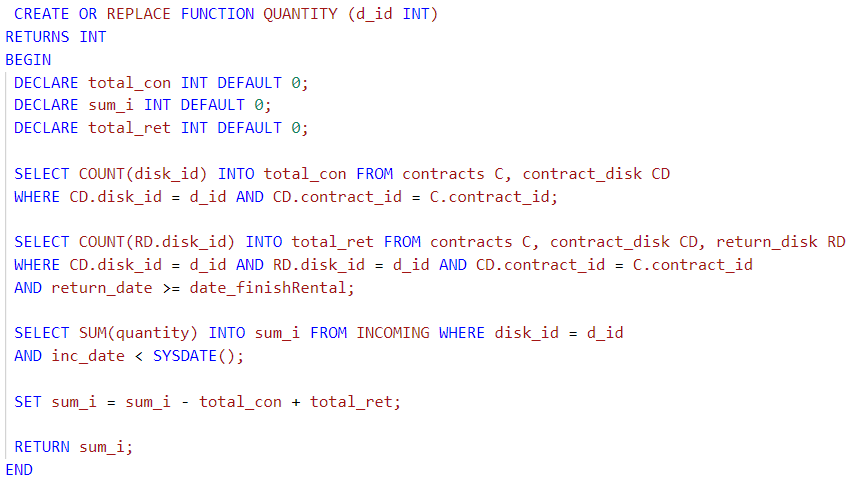 CREATE OR REPLACE FUNCTION QUANTITY (d_id INT)
RETURNS INT
BEGIN
DECLARE total_con INT DEFAULT 0;
DECLARE sum_i INT DEFAULT 0;
DECLARE total_ret INT DEFAULT 0;
SELECT COUNT(disk_id) INTO total_con FROM contracts C, contract_disk CD
WHERE CD.disk_id = d_id AND CD.contract_id = C.contract_id;
SELECT COUNT(RD.disk_id) INTO total_ret FROM contracts C, contract_disk CD, return_disk RD
WHERE CD.disk_id = d_id AND RD.disk_id = d_id AND CD.contract_id = C.contract_id
AND return_date >= date_finishRental;
SELECT SUM(quantity) INTO sum_i FROM INCOMING WHERE disk_id = d_id
AND inc_date < SYSDATE();
SET sum_i = sum_i - total_con + total_ret;
RETURN sum_i;
END